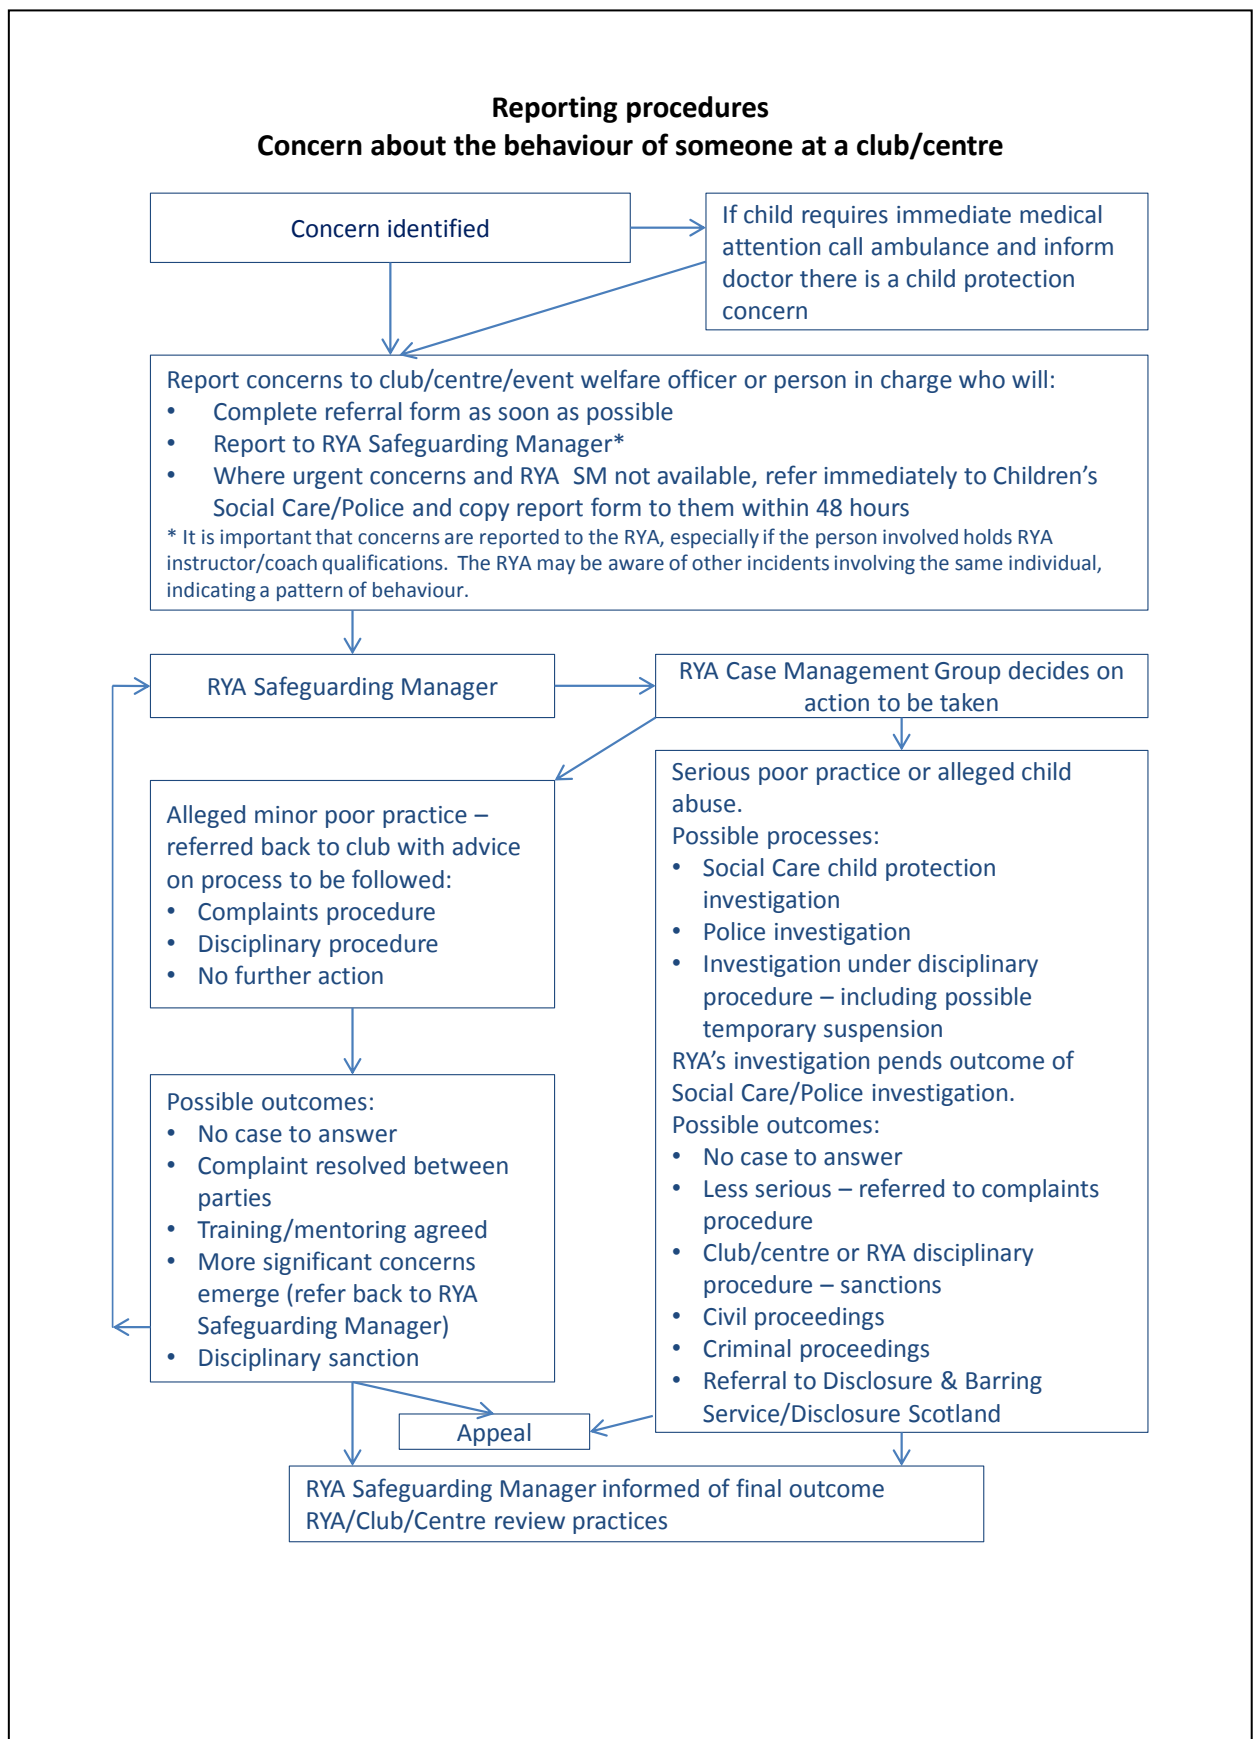 Reporting procedures
Concern about the behaviour of someone at a club/centre
Concern identified
If child requires immediate medical
attention call ambulance and inform
doctor there is a child protection
concern
Report concerns to club/centre/event welfare officer or person in charge who will:
• Complete referral form as soon as possible
• Report to RYA Safeguarding Manager*
• Where urgent concerns and RYA SM not available, refer immediately to Children's
Social Care/Police and copy report form to them within 48 hours
* It is important that concerns are reported to the RYA, especially if the person involved holds RYA
instructor/coach qualifications. The RYA may be aware of other incidents involving the same individual,
indicating a pattern of behaviour.
RYA Safeguarding Manager
RYA Case Management Group decides on
action to be taken
Alleged minor poor practice –
referred back to club with advice
on process to be followed:
• Complaints procedure
• Disciplinary procedure
• No further action
Serious poor practice or alleged child
abuse.
Possible processes:
• Social Care child protection
investigation
• Police investigation
• Investigation under disciplinary
procedure – including possible
temporary suspension
RYA's investigation pends outcome of
Social Care/Police investigation.
Possible outcomes:
• No case to answer
• Less serious – referred to complaints
procedure
• Club/centre or RYA disciplinary
procedure – sanctions
• Civil proceedings
• Criminal proceedings
• Referral to Disclosure & Barring
Service/Disclosure Scotland
Possible outcomes:
• No case to answer
• Complaint resolved between
parties
• Training/mentoring agreed
• More significant concerns
emerge (refer back to RYA
Safeguarding Manager)
• Disciplinary sanction
Appeal
RYA Safeguarding Manager informed of final outcome
RYA/Club/Centre review practices